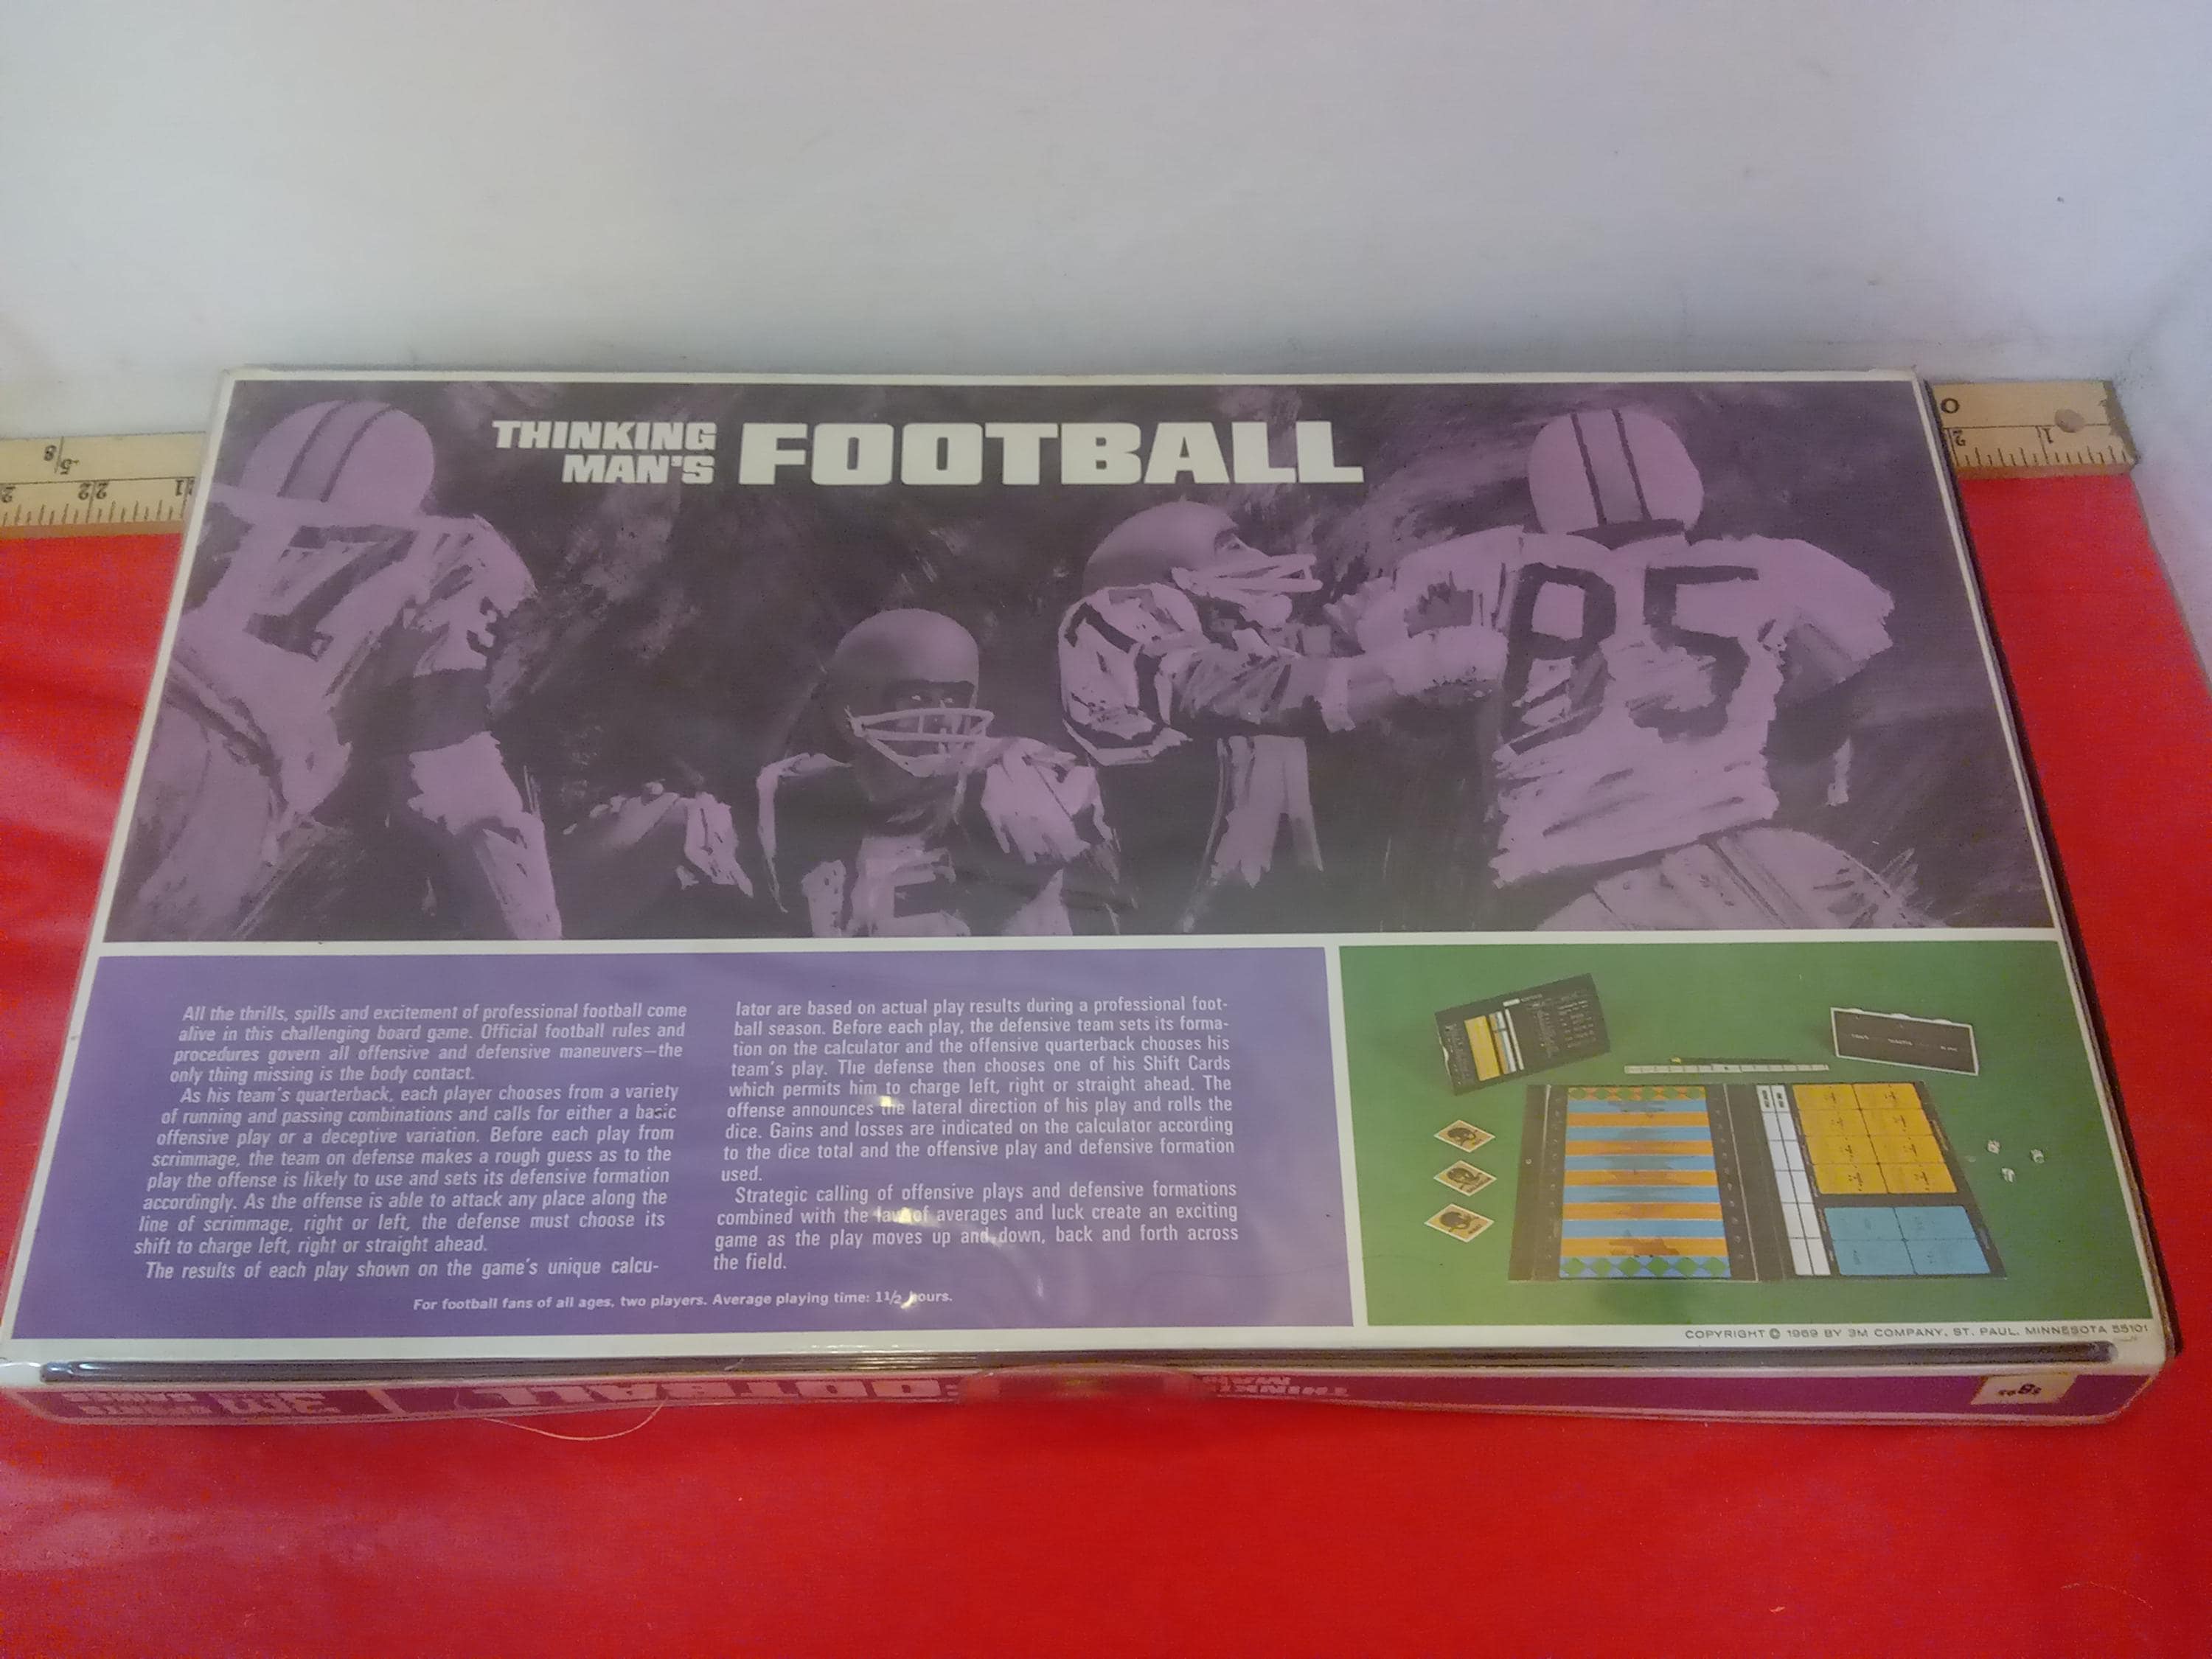 THINKING
MAN'S
FOOTBALL
7
85
All the thrills, spills and excitement of professional football come
alive in this challenging board game. Official football rules and
procedures govern all offensive and defensive maneuvers—the
only thing missing is the body contact.
As his team's quarterback, each player chooses from a variety
of running and passing combinations and calls for either a basic
offensive play or a deceptive variation. Before each play from
scrimmage, the team on defense makes a rough guess as to the
play the offense is likely to use and sets its defensive formation
accordingly. As the offense is able to attack any place along the
line of scrimmage, right or left, the defense must choose its
shift to charge left, right or straight ahead.
The results of each play shown on the game's unique calcu-
lator are based on actual play results during a professional foot-
ball season. Before each play, the defensive team sets its forma-
tion on the calculator and the offensive quarterback chooses his
team's play. The defense then chooses one of his Shift Cards
which permits him to charge left, right or straight ahead. The
offense announces the lateral direction of his play and rolls the
dice. Gains and losses are indicated on the calculator according
to the dice total and the offensive play and defensive formation
used.
Strategic calling of offensive plays and defensive formations
combined with the law of averages and luck create an exciting
game as the play moves up and down, back and forth across
the field.
For football fans of all ages, two players. Average playing time: 1½ hours.
COPYRIGHT © 1969 BY 3M COMPANY, ST. PAUL, MINNESOTA 55101
THINKING
MAN'S
FOOTBALL
3M